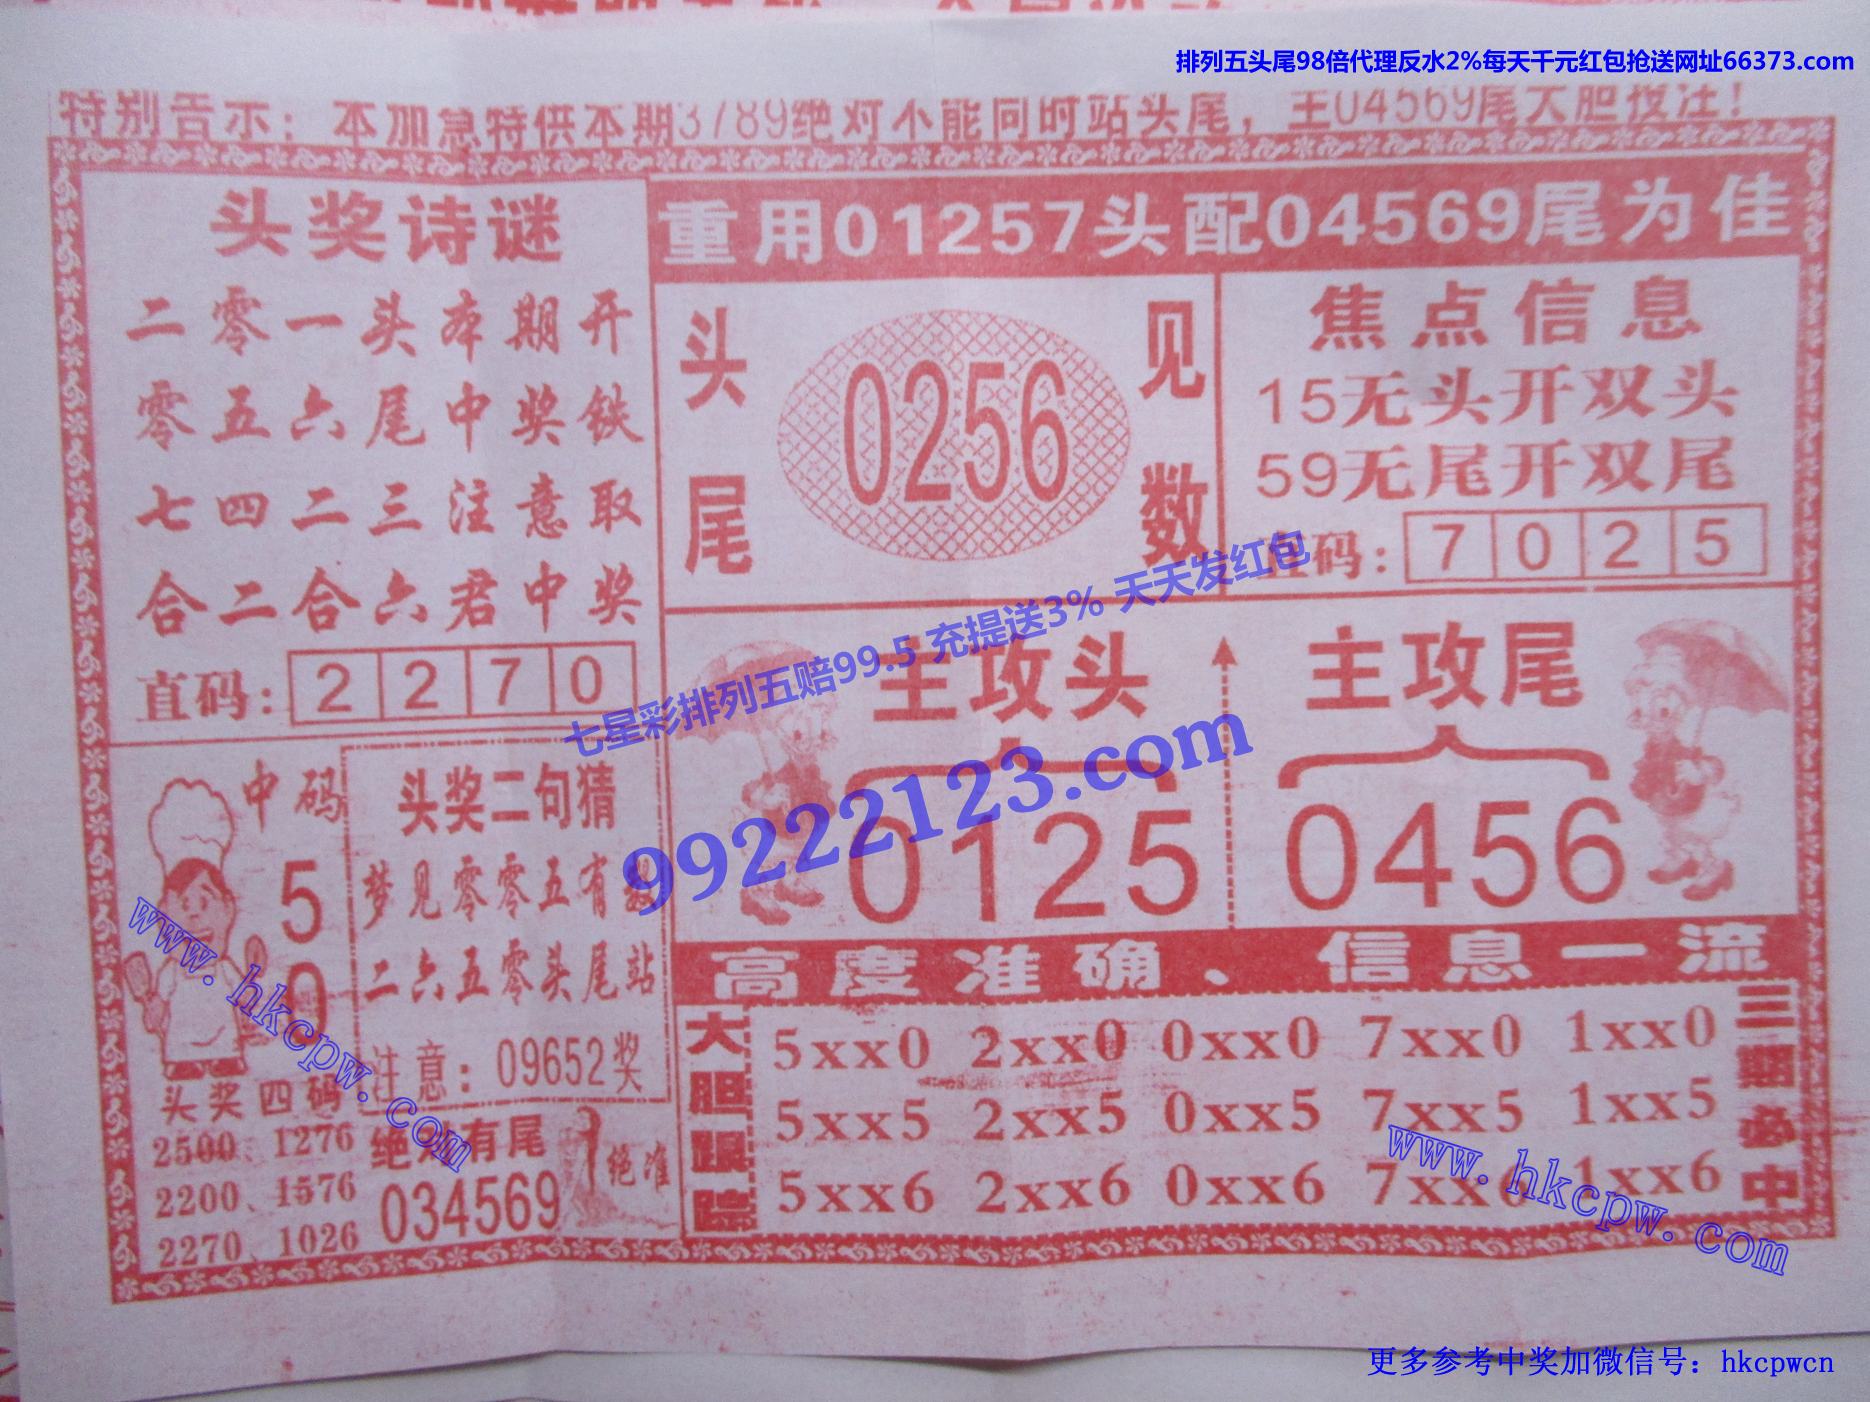 排列五头尾98倍代理反水2%每天千元红包抢送网址66373.com
特别告示：本加急特供本期3789绝对不能同时站头尾，主04569尾大胆投注！
头奖诗谜
二零一头本期开
零五六尾中奖铁
七四二三注意取
合二合六君中奖
直码：2270
重用01257头配04569尾为佳
头尾
0256
见数
焦点信息
15无头开双头
59无尾开双尾
直码：7025
主攻头
0125
主攻尾
0456
七星彩排列五赔99.5 充提送3% 天天发红包
99222123.com
中码
5
0
头奖四码
2500、1276
2200、1576
2270、1026
头奖二句猜
梦见零零五有
二六五零头尾站
注意：09652奖
绝对有尾
034569
绝准
高度准确、信息一流
大胆跟踪
5xx0 2xx0 0xx0 7xx0 1xx0
5xx5 2xx5 0xx5 7xx5 1xx5
5xx6 2xx6 0xx6 7xx6 1xx6
三期必中
www.hkcpw.com
www.hkcpw.com
更多参考中奖加微信号：hkcpwcn